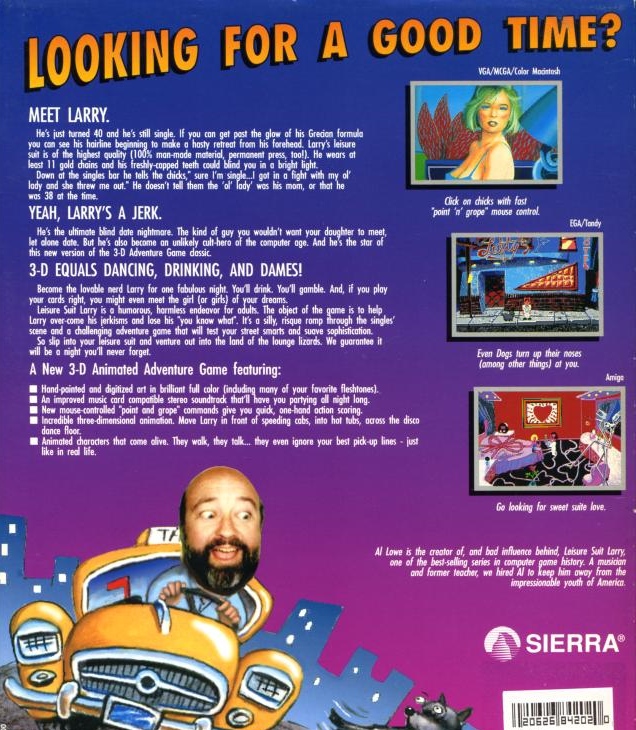 LOOKING FOR A GOOD TIME?
MEET LARRY.
He's just turned 40 and he's still single. If you can get past the glow of his Grecian formula
you can see his hairline beginning to make a hasty retreat from his forehead. Larry's leisure
suit is of the highest quality (100% man-made material, permanent press, too!). He wears at
least 11 gold chains and his freshly-capped teeth could blind you in a bright light.
Down at the singles bar he tells the chicks," sure I'm single...I got in a fight with my ol'
lady and she threw me out." He doesn't tell them the 'ol' lady' was his mom, or that he
was 38 at the time.
YEAH, LARRY'S A JERK.
He's the ultimate blind date nightmare. The kind of guy you wouldn't want your daughter to meet,
let alone date. But he's also become an unlikely cult-hero of the computer age. And he's the star of
this new version of the 3-D Adventure Game classic.
3-D EQUALS DANCING, DRINKING, AND DAMES!
Become the lovable nerd Larry for one fabulous night. You'll drink. You'll gamble. And, if you play
your cards right, you might even meet the girl (or girls) of your dreams.
Leisure Suit Larry is a humorous, harmless endeavor for adults. The object of the game is to help
Larry over-come his jerkisms and lose his "you know what". It's a silly, risque romp through the singles'
scene and a challenging adventure game that will test your street smarts and suave sophistication.
So slip into your leisure suit and venture out into the land of the lounge lizards. We guarantee it
will be a night you'll never forget.
A New 3-D Animated Adventure Game featuring:
Hand-painted and digitized art in brilliant full color (including many of your favorite fleshtones).
An improved music card compatible stereo soundtrack that'll have you partying all night long.
New mouse-controlled "point and grope" commands give you quick, one-hand action scoring.
Incredible three-dimensional animation. Move Larry in front of speeding cabs, into hot tubs, across the disco
dance floor.
Animated characters that come alive. They walk, they talk... they even ignore your best pick-up lines - just
like in real life.
VGA/MCGA/Color Macintosh
Click on chicks with fast
"point 'n' grope" mouse control.
EGA/Tandy
Lefty's
Even Dogs turn up their noses
(among other things) at you.
Amiga
Go looking for sweet suite love.
Al Lowe is the creator of, and bad influence behind, Leisure Suit Larry,
one of the best-selling series in computer game history. A musician
and former teacher, we hired Al to keep him away from the
impressionable youth of America.
TA
SIERRA®
20626 84202 0